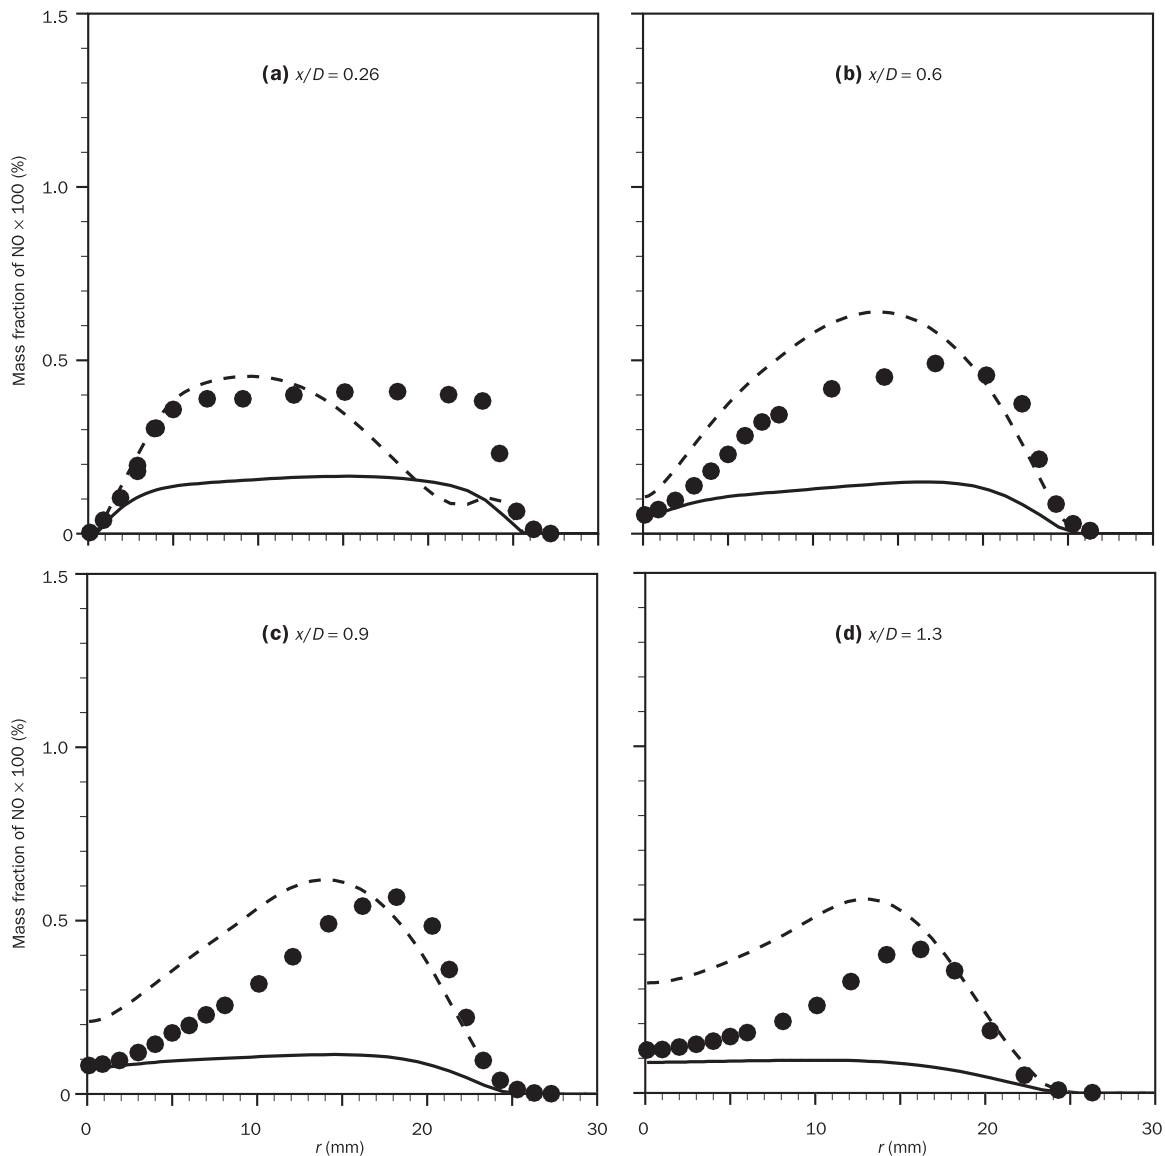 1.5
1.0
0.5
0
Mass fraction of NO × 100 (%)
(a) x/D = 0.26
(b) x/D = 0.6
1.5
1.0
0.5
0
Mass fraction of NO × 100 (%)
(c) x/D = 0.9
(d) x/D = 1.3
0 10 20 30
r (mm)
0 10 20 30
r (mm)